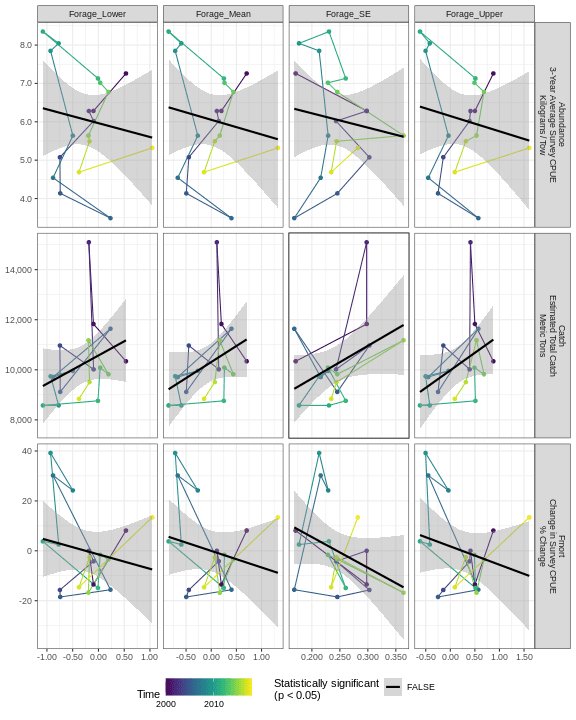 Forage_Lower Forage_Mean Forage_SE Forage_Upper
8.0
7.0
6.0
5.0
4.0
Abundance
3-Year Average Survey CPUE
Kilograms / Tow
14,000
12,000
10,000
8,000
Catch
Estimated Total Catch
Metric Tons
40
20
0
-20
Fmort
Change in Survey CPUE
% Change
-1.00 -0.50 0.00 0.50 1.00 -0.50 0.00 0.50 1.00 0.200 0.250 0.300 0.350 -0.50 0.00 0.50 1.00 1.50
Time
2000 2010
Statistically significant
(p < 0.05)
FALSE